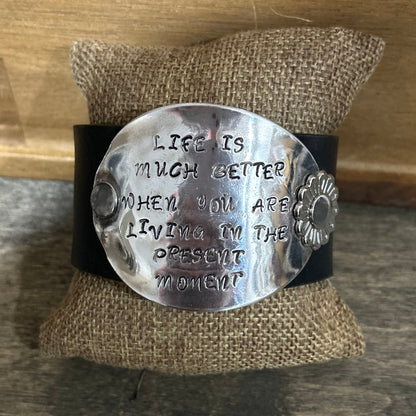 LIFE IS
MUCH BETTER
WHEN YOU ARE
LIVING IN THE
PRESENT
MOMENT